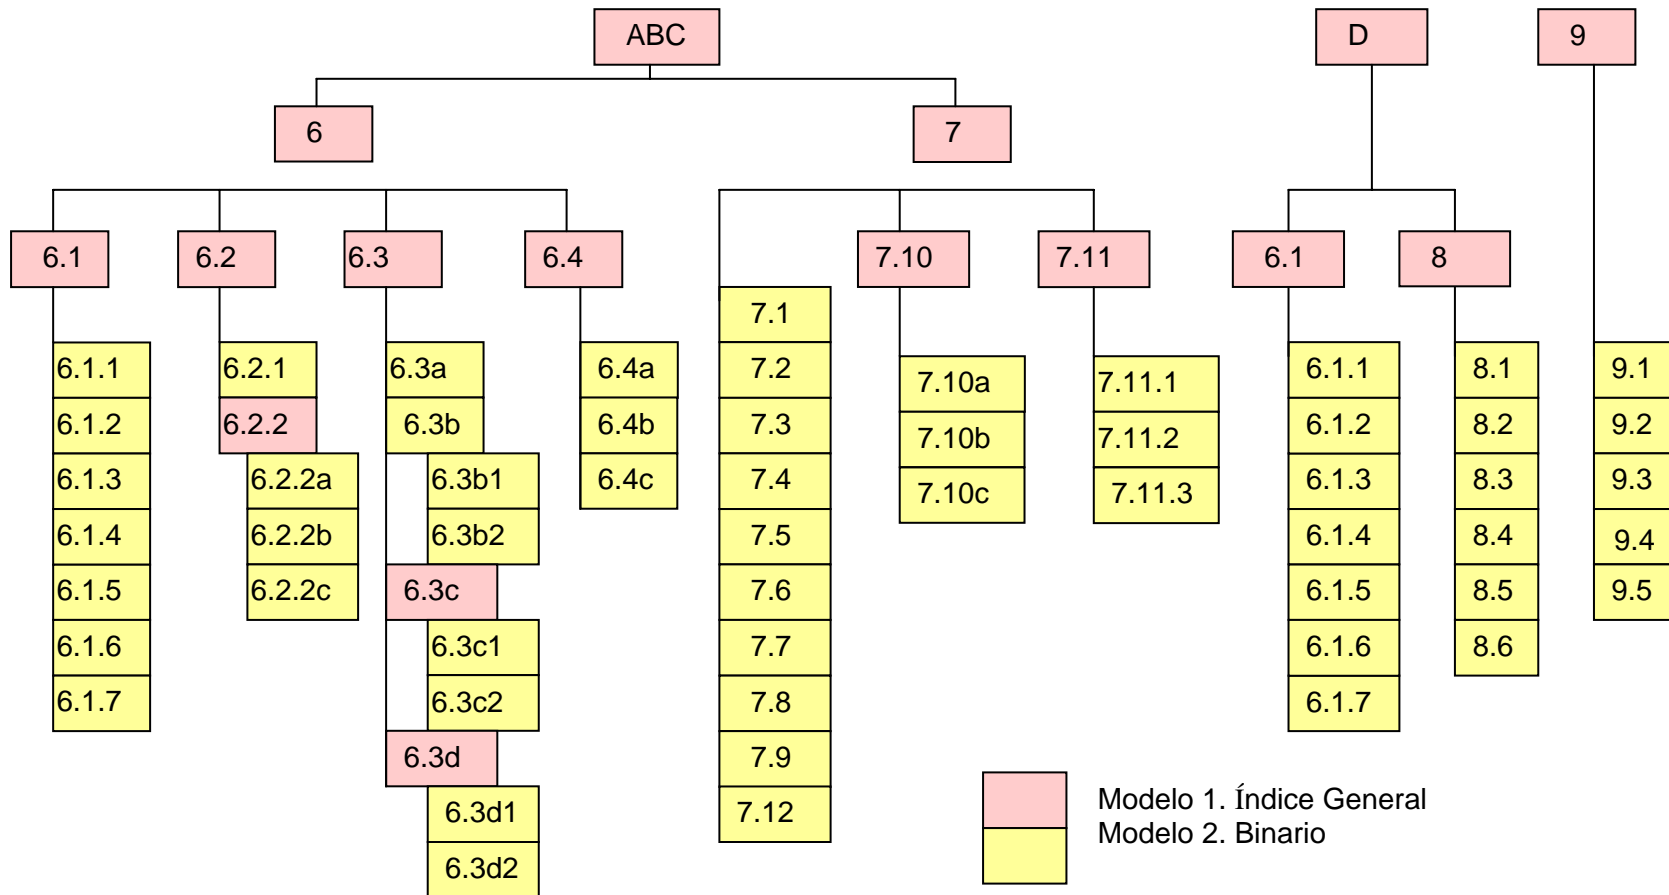 ABC
D
9
6
7
6.1
6.2
6.3
6.4
7.10
7.11
6.1
8
6.1.1
6.1.2
6.1.3
6.1.4
6.1.5
6.1.6
6.1.7
6.2.1
6.2.2
6.2.2a
6.2.2b
6.2.2c
6.3a
6.3b
6.3b1
6.3b2
6.3c
6.3c1
6.3c2
6.3d
6.3d1
6.3d2
6.4a
6.4b
6.4c
7.1
7.2
7.3
7.4
7.5
7.6
7.7
7.8
7.9
7.12
7.10a
7.10b
7.10c
7.11.1
7.11.2
7.11.3
6.1.1
6.1.2
6.1.3
6.1.4
6.1.5
6.1.6
6.1.7
8.1
8.2
8.3
8.4
8.5
8.6
9.1
9.2
9.3
9.4
9.5
Modelo 1. Índice General
Modelo 2. Binario